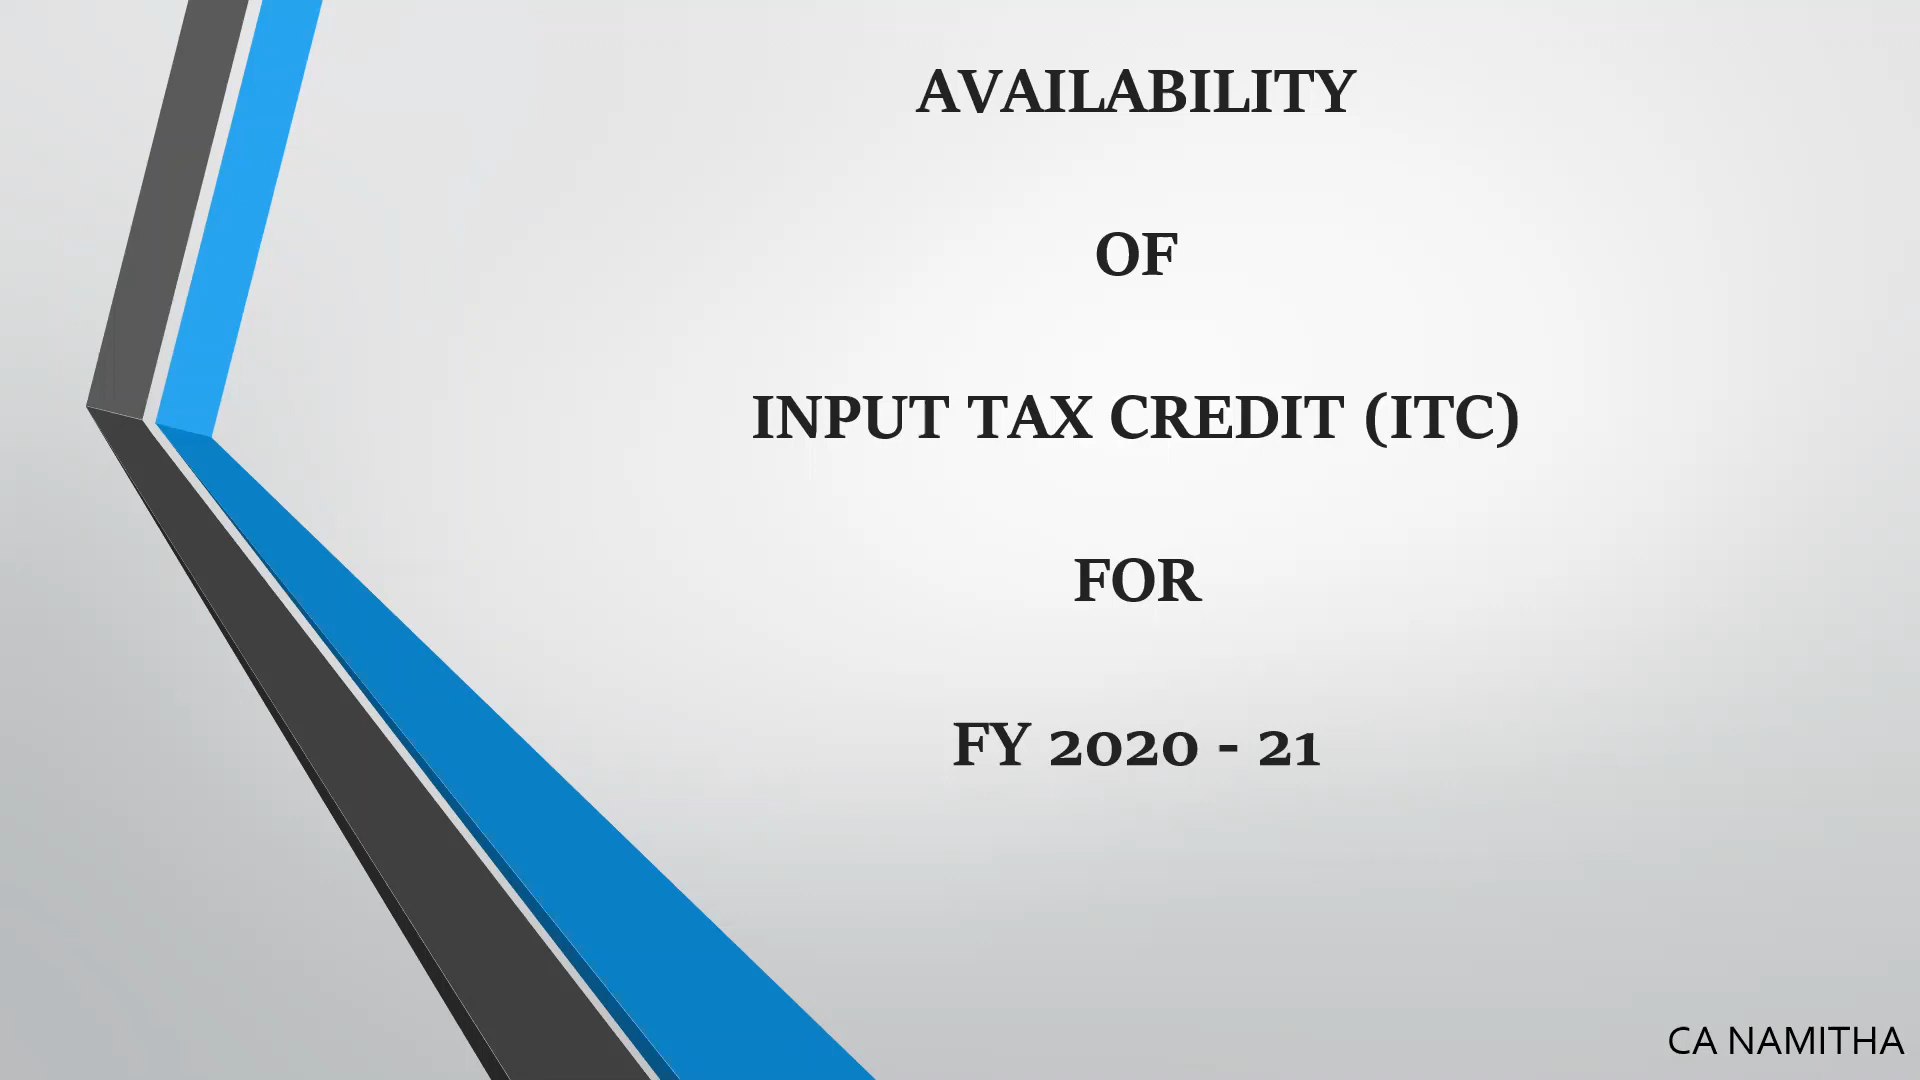 AVAILABILITY
OF
INPUT TAX CREDIT (ITC)
FOR
FY 2020 - 21
CA NAMITHA